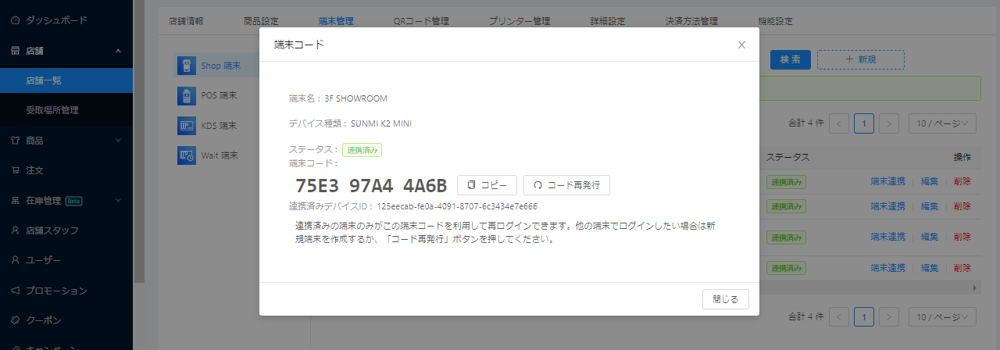 ダッシュボード
店舗
店舗一覧
受取場所管理
商品
注文
在庫管理 Beta
店舗スタッフ
ユーザー
プロモーション
クーポン
キャンペーン
店舗情報 商品設定 端末管理 QRコード管理 プリンター管理 詳細設定 決済方法管理 機能設定
Shop 端末
POS 端末
KDS 端末
Wait 端末
検 索 新規
合計 4 件 1 10 / ページ
ステータス 操作
連携済み 端末連携 編集 削除
連携済み 端末連携 編集 削除
連携済み 端末連携 編集 削除
連携済み 端末連携 編集 削除
合計 4 件 1 10 / ページ
端末コード
端末名 : 3F SHOWROOM
デバイス種類 : SUNMI K2 MINI
ステータス : 連携済み
端末コード :
75E3 97A4 4A6B コピー コード再発行
連携済みデバイスID : 125eecab-fe0a-4091-8707-6c3434e7e666
連携済みの端末のみがこの端末コードを利用して再ログインできます。他の端末でログインしたい場合は新
規端末を作成するか、「コード再発行」ボタンを押してください。
閉じる